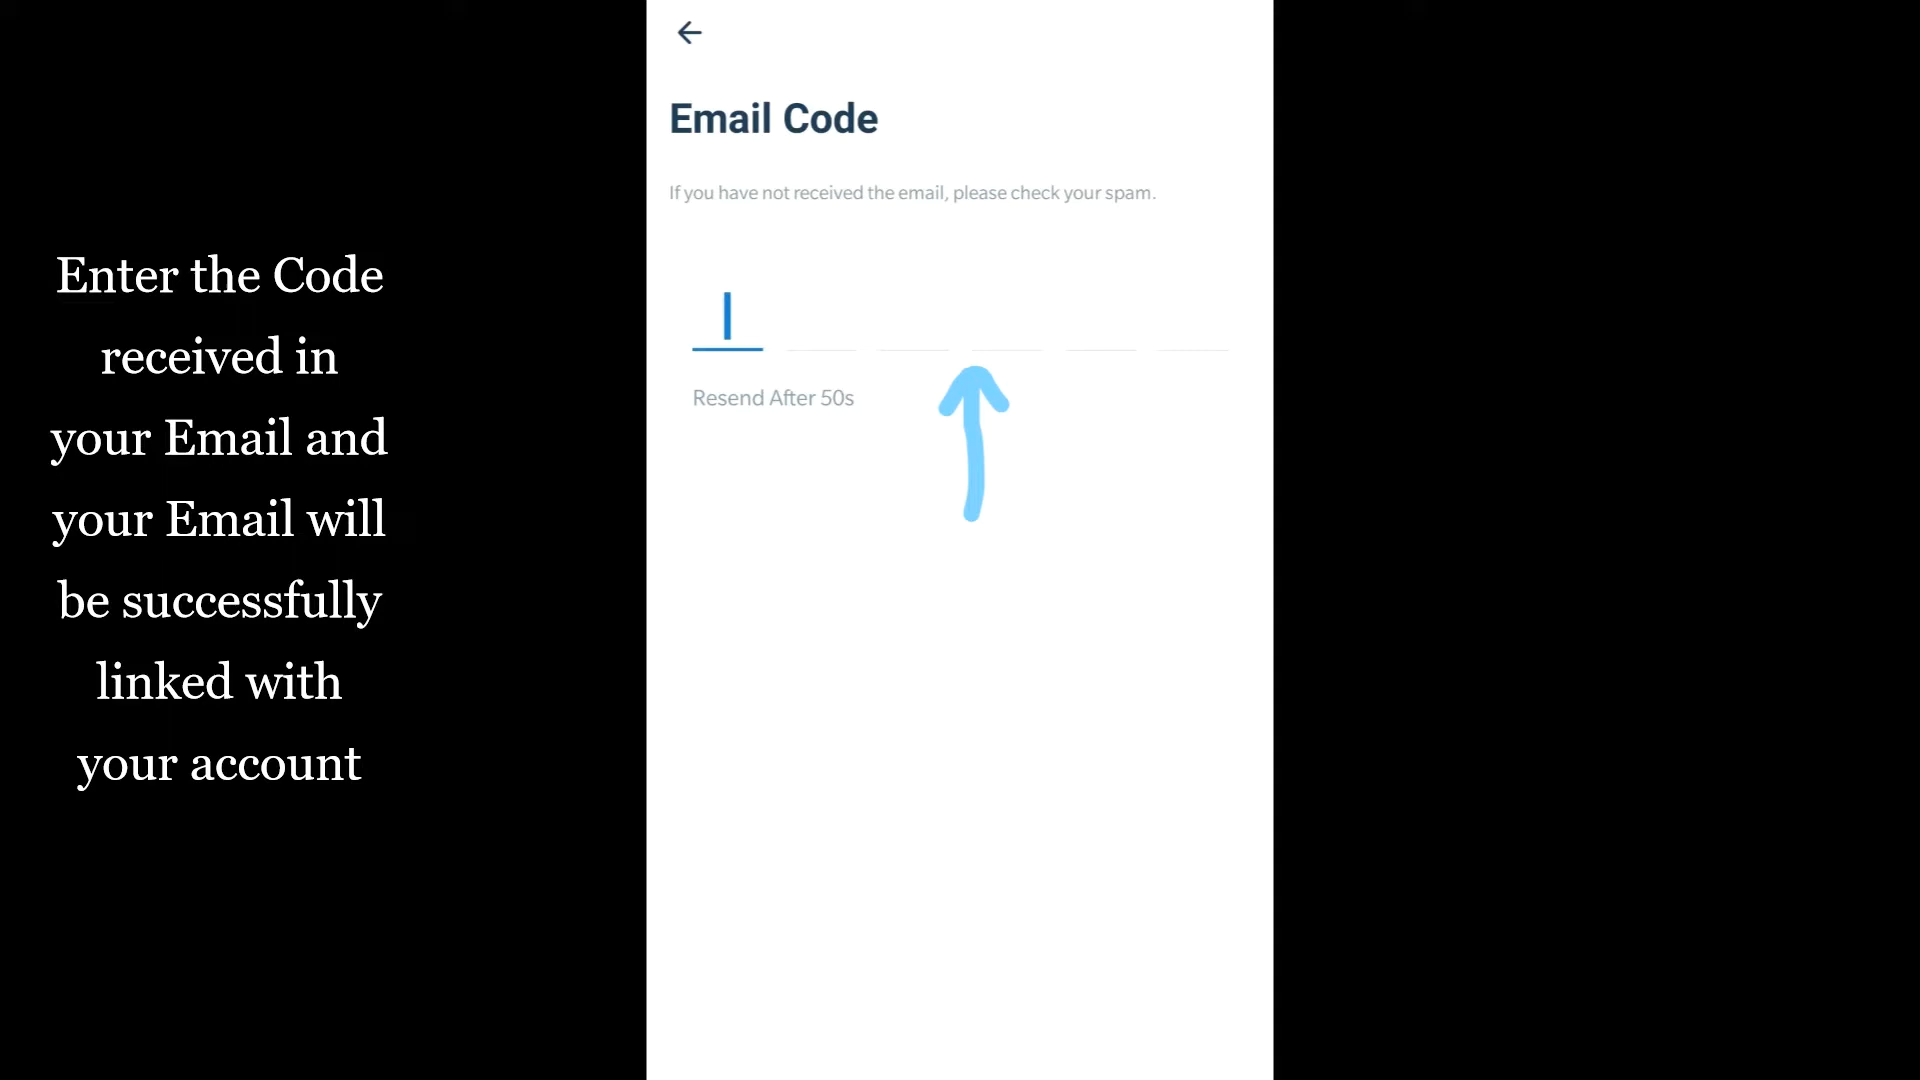 Enter the Code
received in
your Email and
your Email will
be successfully
linked with
your account
Email Code
If you have not received the email, please check your spam.
Resend After 50s